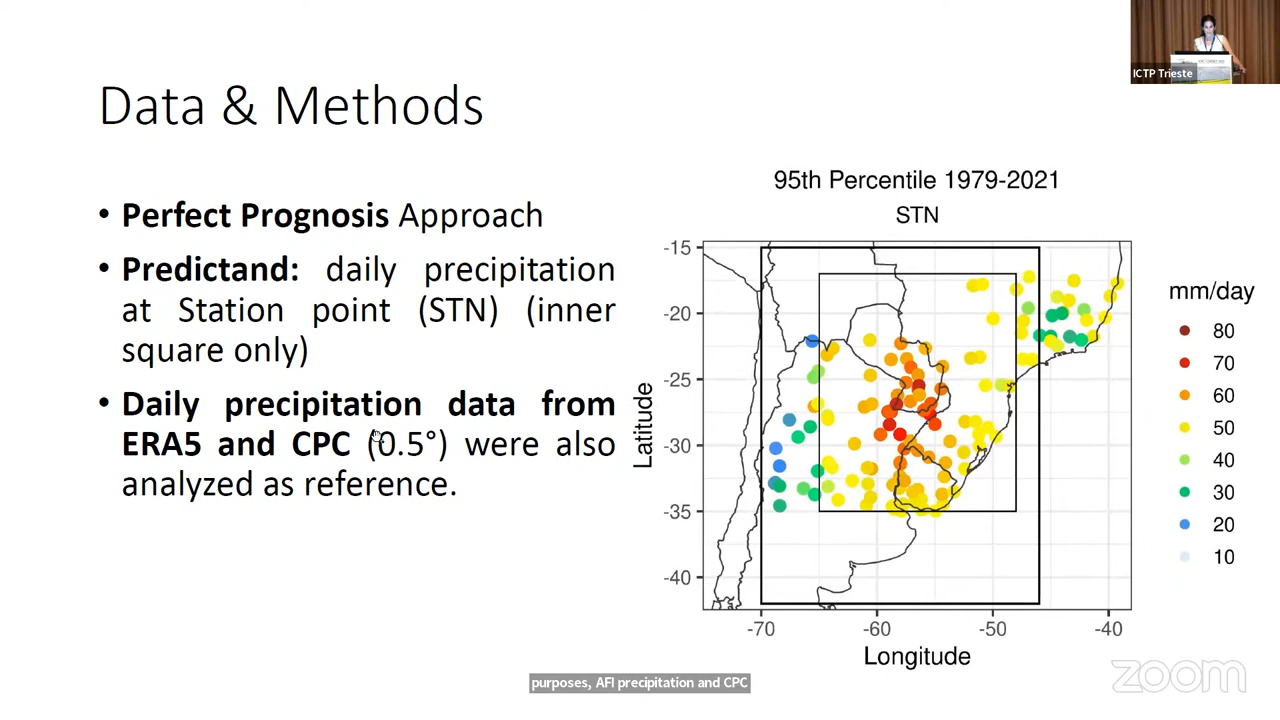 ICTP Trieste
Data & Methods
• Perfect Prognosis Approach
• Predictand: daily precipitation
at Station point (STN) (inner
square only)
• Daily precipitation data from
ERA5 and CPC (0.5°) were also
analyzed as reference.
95th Percentile 1979-2021
STN
-15
-20
-25
-30
-35
-40
Latitude
-70
-60
-50
-40
Longitude
mm/day
80
70
60
50
40
30
20
10
purposes, AFI precipitation and CPC
zoom